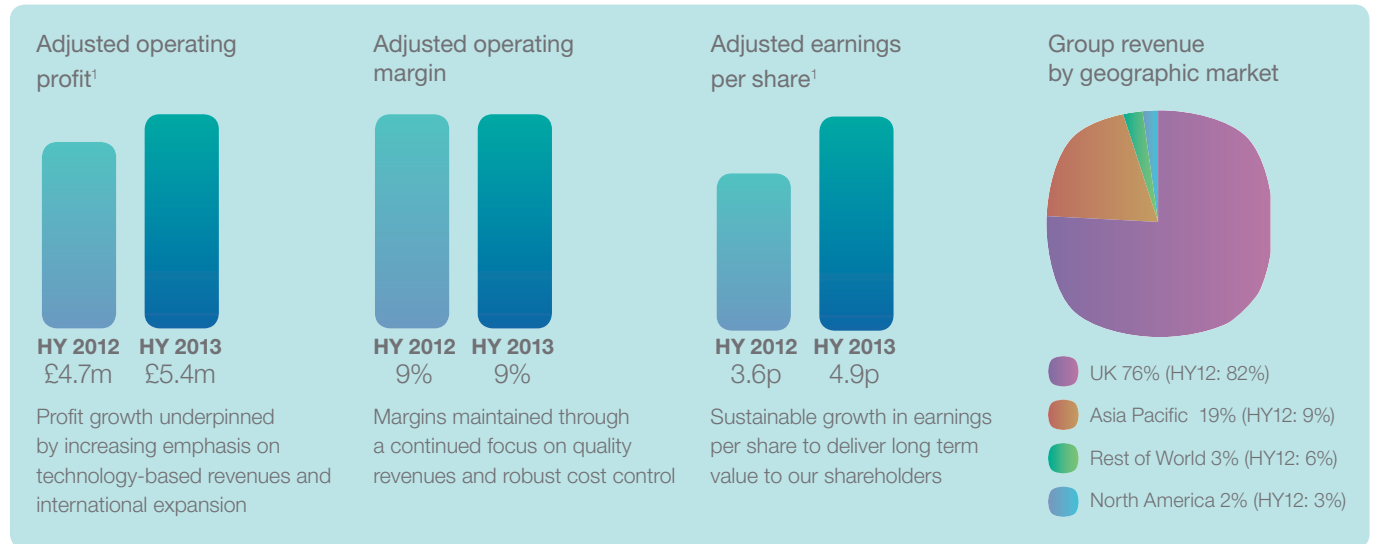 Adjusted operating
profit¹
HY 2012 HY 2013
£4.7m £5.4m
Profit growth underpinned
by increasing emphasis on
technology-based revenues and
international expansion
Adjusted operating
margin
HY 2012 HY 2013
9% 9%
Margins maintained through
a continued focus on quality
revenues and robust cost control
Adjusted earnings
per share¹
HY 2012 HY 2013
3.6p 4.9p
Sustainable growth in earnings
per share to deliver long term
value to our shareholders
Group revenue
by geographic market
UK 76% (HY12: 82%)
Asia Pacific 19% (HY12: 9%)
Rest of World 3% (HY12: 6%)
North America 2% (HY12: 3%)